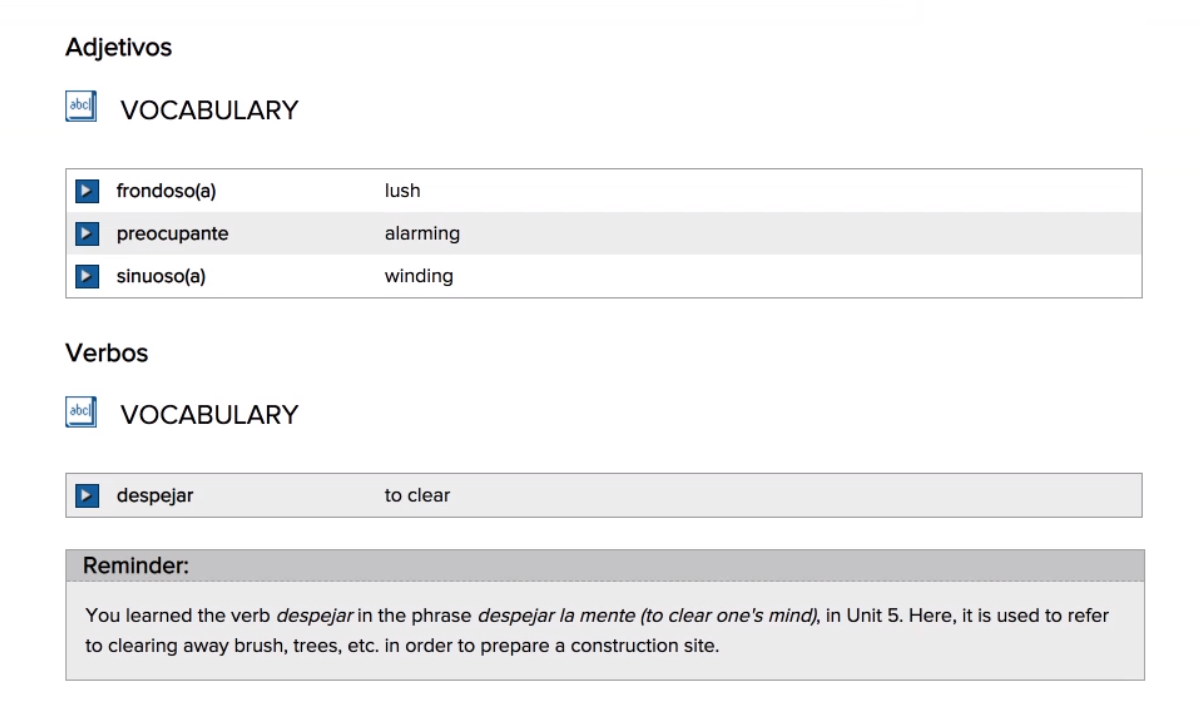 Adjetivos
abc
VOCABULARY
frondoso(a) lush
preocupante alarming
sinuoso(a) winding
Verbos
abc
VOCABULARY
despejar to clear
Reminder:
You learned the verb despejar in the phrase despejar la mente (to clear one's mind), in Unit 5. Here, it is used to refer
to clearing away brush, trees, etc. in order to prepare a construction site.